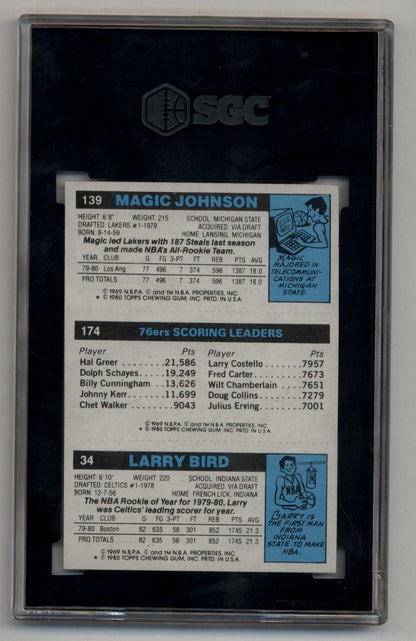 SGC
139 MAGIC JOHNSON
HEIGHT: 6'8" WEIGHT: 215 SCHOOL: MICHIGAN STATE
DRAFTED: LAKERS #1-1979 ACQUIRED: VIA DRAFT
BORN: 8-14-59 HOME: LANSING, MICHIGAN
Magic led Lakers with 187 Steals last season
and made NBA's All-Rookie Team.
YEAR CLUB G FG 3-PT FT REB PTS AVG
79-80 Los Ang 77 496 7 374 596 1387 18.0
PRO TOTALS . . . 77 496 7 374 596 1387 18.0
© 1969 N.B.P.A. © and TM N.B.A. PROPERTIES, INC.
* © 1980 TOPPS CHEWING GUM, INC. PRTD. IN U.S.A.
MAGIC
MAJORED IN
TELECOMMUNI-
CATIONS AT
MICHIGAN
STATE.
174 76ers SCORING LEADERS
Player Pts Player Pts
Hal Greer . . . . . . . 21,586 Larry Costello . . 7957
Dolph Schayes . . . 19,249 Fred Carter . . . . 7673
Billy Cunningham . . 13,626 Wilt Chamberlain . 7651
Johnny Kerr . . . . . 11,699 Doug Collins . . . 7279
Chet Walker . . . . . 9043 Julius Erving . . . . 7001
© 1969 N.B.P.A. © and TM NBA PROPERTIES, INC.
* © 1980 TOPPS CHEWING GUM, INC. PRTD. IN U.S.A.
34 LARRY BIRD
HEIGHT: 6'10" WEIGHT: 220 SCHOOL: INDIANA STATE
DRAFTED: CELTICS #1-1978 ACQUIRED: VIA DRAFT
BORN: 12-7-56 HOME: FRENCH LICK, INDIANA
The NBA Rookie of Year for 1979-80, Larry
was Celtics' leading scorer for year.
YEAR CLUB G FG 3-PT FT REB PTS AVG
79-80 Boston 82 635 58 301 852 1745 21.3
PRO TOTALS . . . 82 635 58 301 852 1745 21.3
© 1969 N.B.P.A. © and TM N.B.A. PROPERTIES, INC.
* © 1980 TOPPS CHEWING GUM, INC. PRTD. IN U.S.A.
NBA
LARRY IS
THE FIRST MAN
FROM
INDIANA
STATE TO MAKE
NBA.